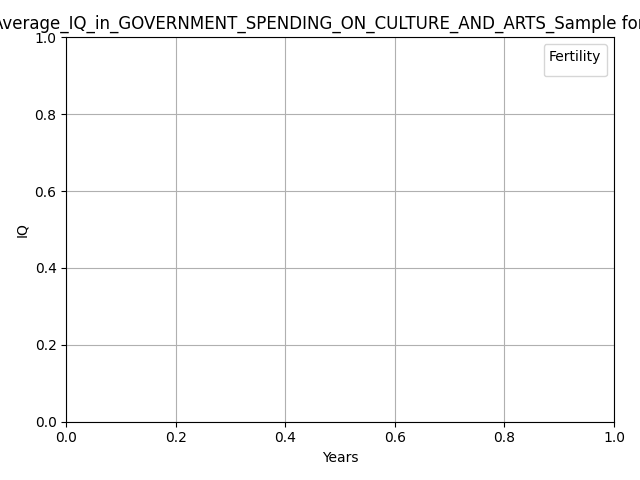 Average_IQ_in_GOVERNMENT_SPENDING_ON_CULTURE_AND_ARTS_Sample for
1.0
Fertility
0.8
0.6
IQ
0.4
0.2
0.0
0.0 0.2 0.4 0.6 0.8 1.0
Years